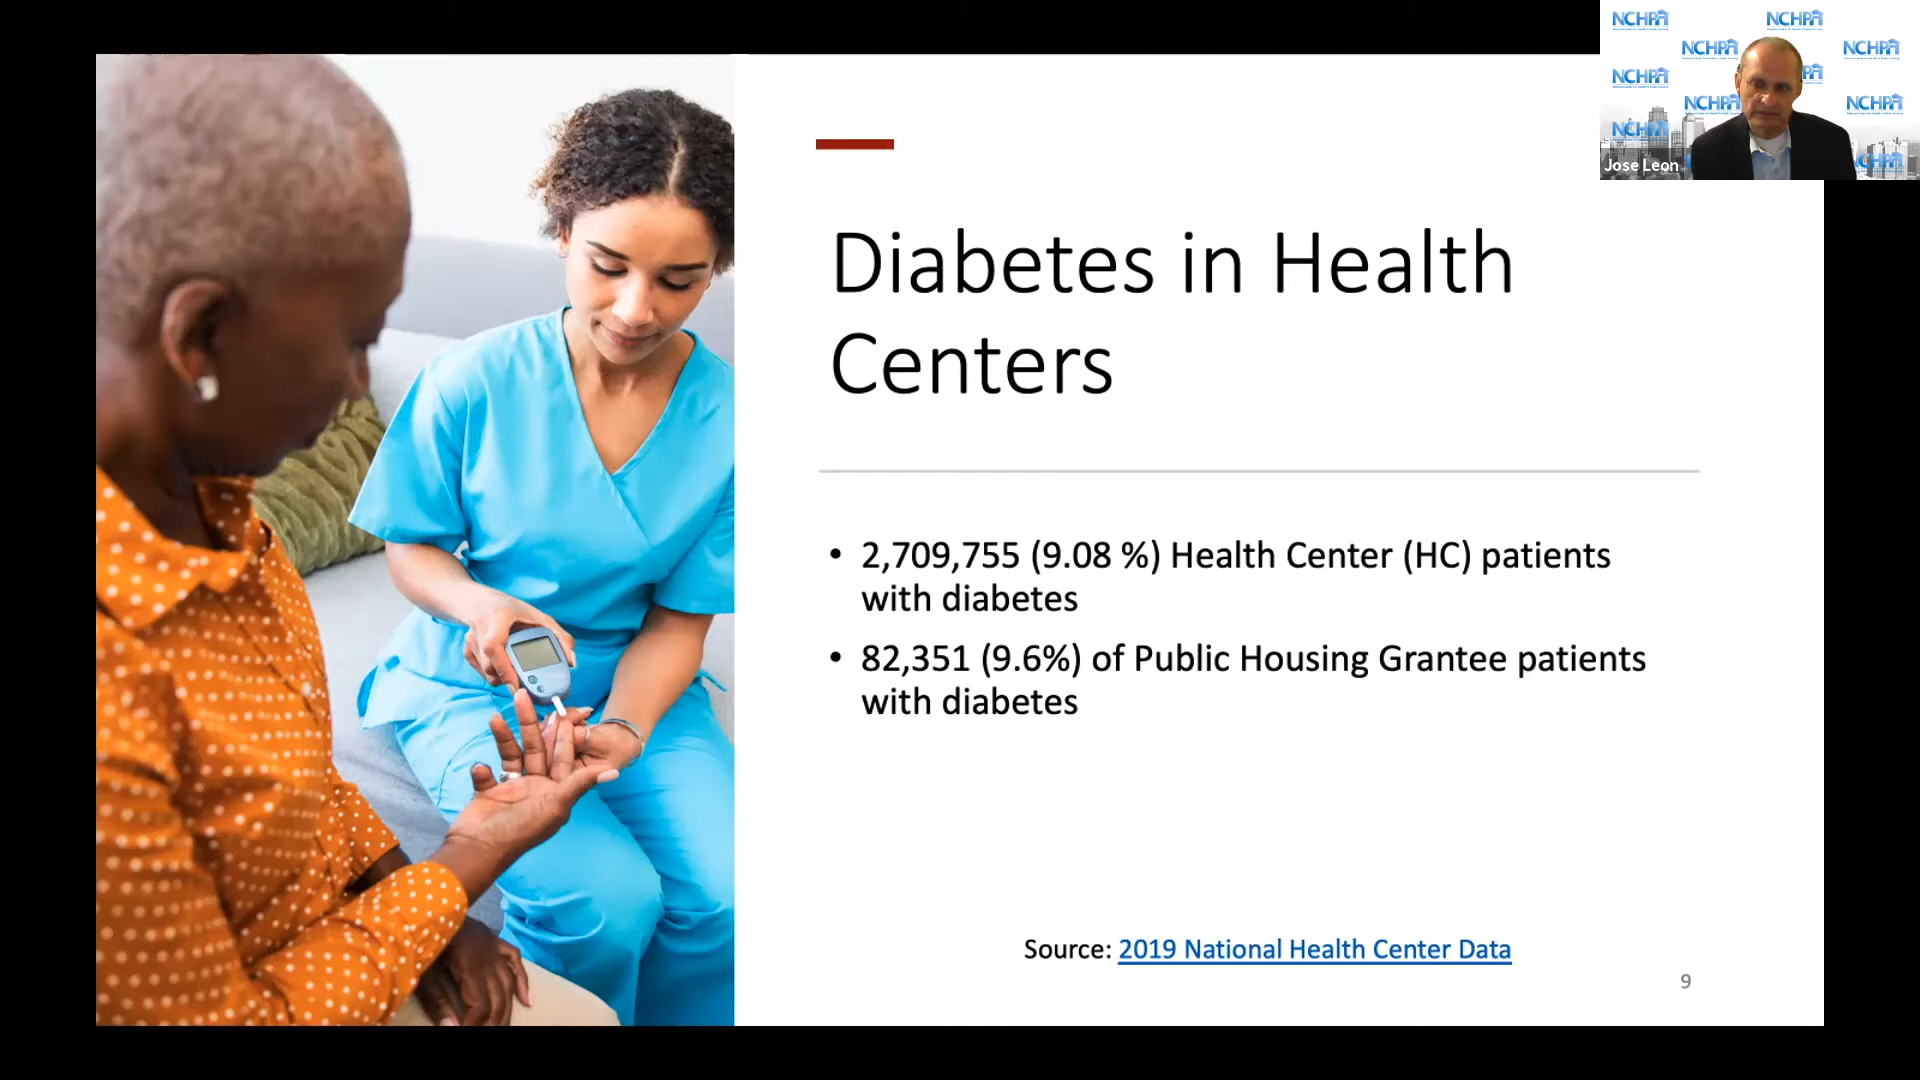 NCHPH
NCHPH
NCHPH
NCHPH
NCHPH
NCHPH
NCHPH
Jose Leon
Diabetes in Health
Centers
• 2,709,755 (9.08 %) Health Center (HC) patients
with diabetes
• 82,351 (9.6%) of Public Housing Grantee patients
with diabetes
Source: 2019 National Health Center Data
9